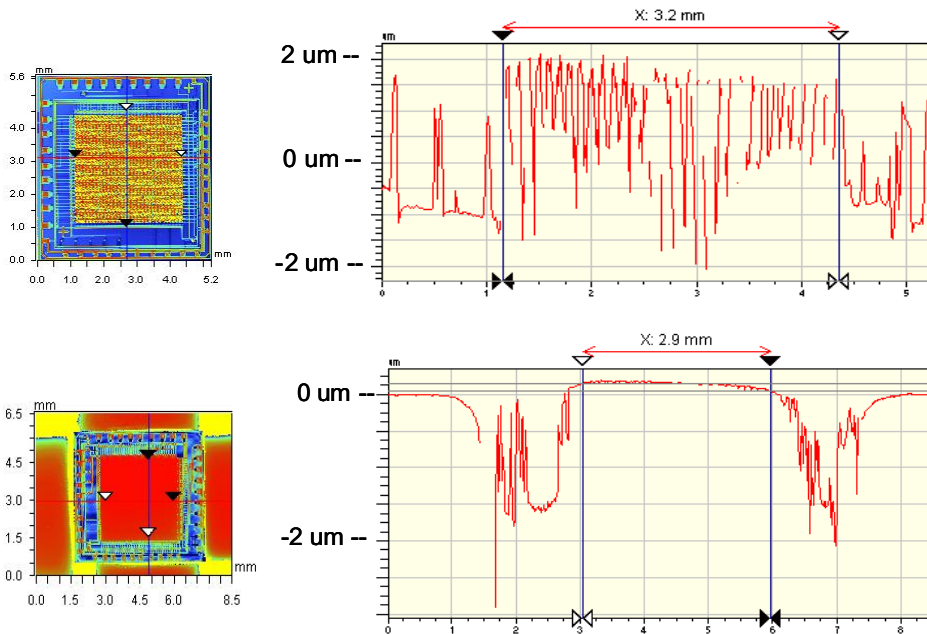 X: 3.2 mm
um
2 um --
0 um --
-2 um --
0 1 2 3 4 5
mm
5.6
4.0
3.0
2.0
1.0
0.0
mm
0.0 1.0 2.0 3.0 4.0 5.2
X: 2.9 mm
um
0 um --
-2 um --
0 1 2 3 4 5 6 7 8
mm
6.5
4.5
3.0
1.5
0.0
mm
0.0 1.5 3.0 4.5 6.0 8.5